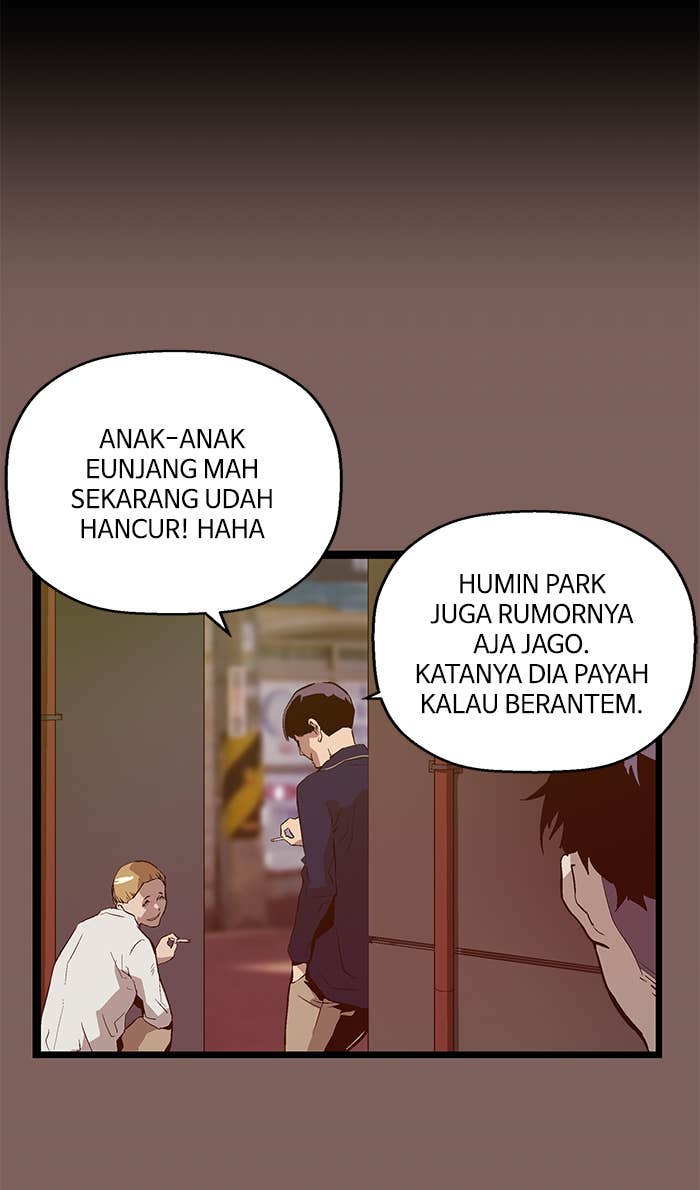 ANAK-ANAK
EUNJANG MAH
SEKARANG UDAH
HANCUR! HAHA
HUMIN PARK
JUGA RUMORNYA
AJA JAGO.
KATANYA DIA PAYAH
KALAU BERANTEM.